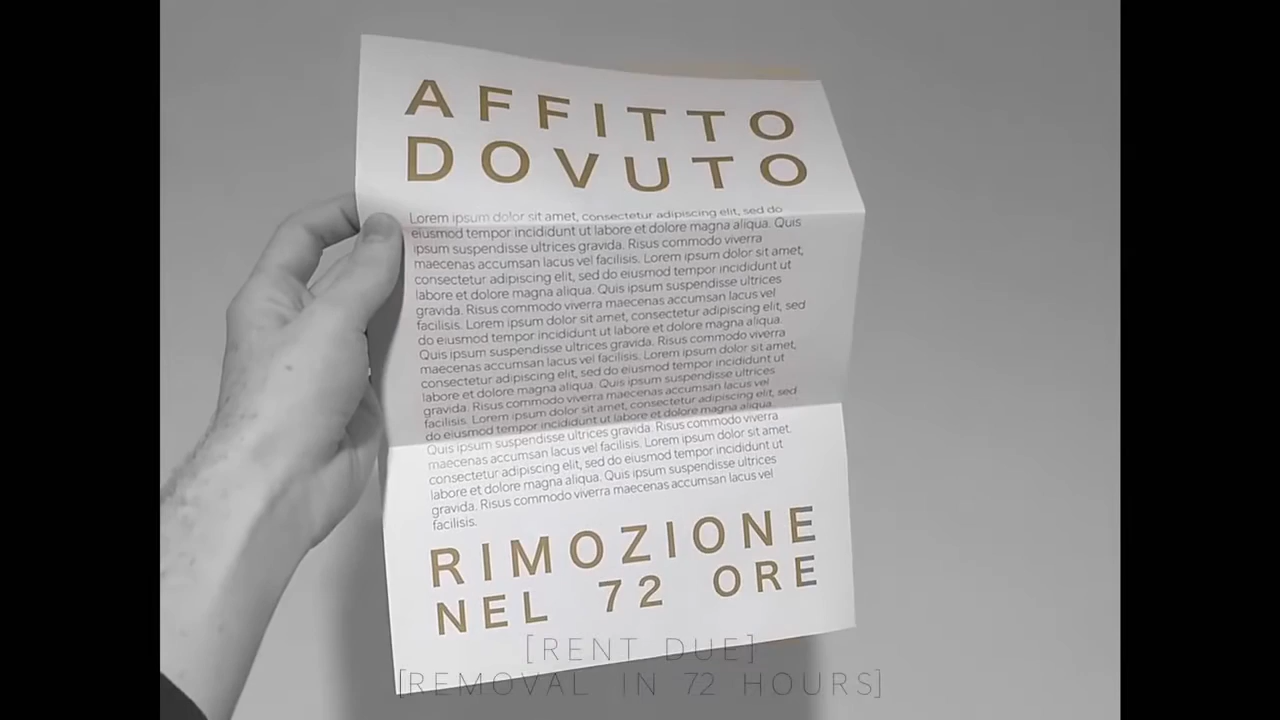 AFFITTO
DOVUTO
Lorem ipsum dolor sit amet, consectetur adipiscing elit, sed do
eiusmod tempor incididunt ut labore et dolore magna aliqua. Quis
ipsum suspendisse ultrices gravida. Risus commodo viverra
maecenas accumsan lacus vel facilisis. Lorem ipsum dolor sit amet,
consectetur adipiscing elit, sed do eiusmod tempor incididunt ut
labore et dolore magna aliqua. Quis ipsum suspendisse ultrices
gravida. Risus commodo viverra maecenas accumsan lacus vel
facilisis. Lorem ipsum dolor sit amet, consectetur adipiscing elit, sed
do eiusmod tempor incididunt ut labore et dolore magna aliqua.
Quis ipsum suspendisse ultrices gravida. Risus commodo viverra
maecenas accumsan lacus vel facilisis. Lorem ipsum dolor sit amet,
consectetur adipiscing elit, sed do eiusmod tempor incididunt ut
labore et dolore magna aliqua. Quis ipsum suspendisse ultrices
gravida. Risus commodo viverra maecenas accumsan lacus vel
facilisis. Lorem ipsum dolor sit amet, consectetur adipiscing elit, sed
do eiusmod tempor incididunt ut labore et dolore magna aliqua.
Quis ipsum suspendisse ultrices gravida. Risus commodo viverra
maecenas accumsan lacus vel facilisis. Lorem ipsum dolor sit amet.
consectetur adipiscing elit, sed do eiusmod tempor incididunt ut
labore et dolore magna aliqua. Quis ipsum suspendisse ultrices
gravida. Risus commodo viverra maecenas accumsan lacus vel
facilisis.
RIMOZIONE
NEL 72 ORE
[RENT DUE]
[REMOVAL IN 72 HOURS]